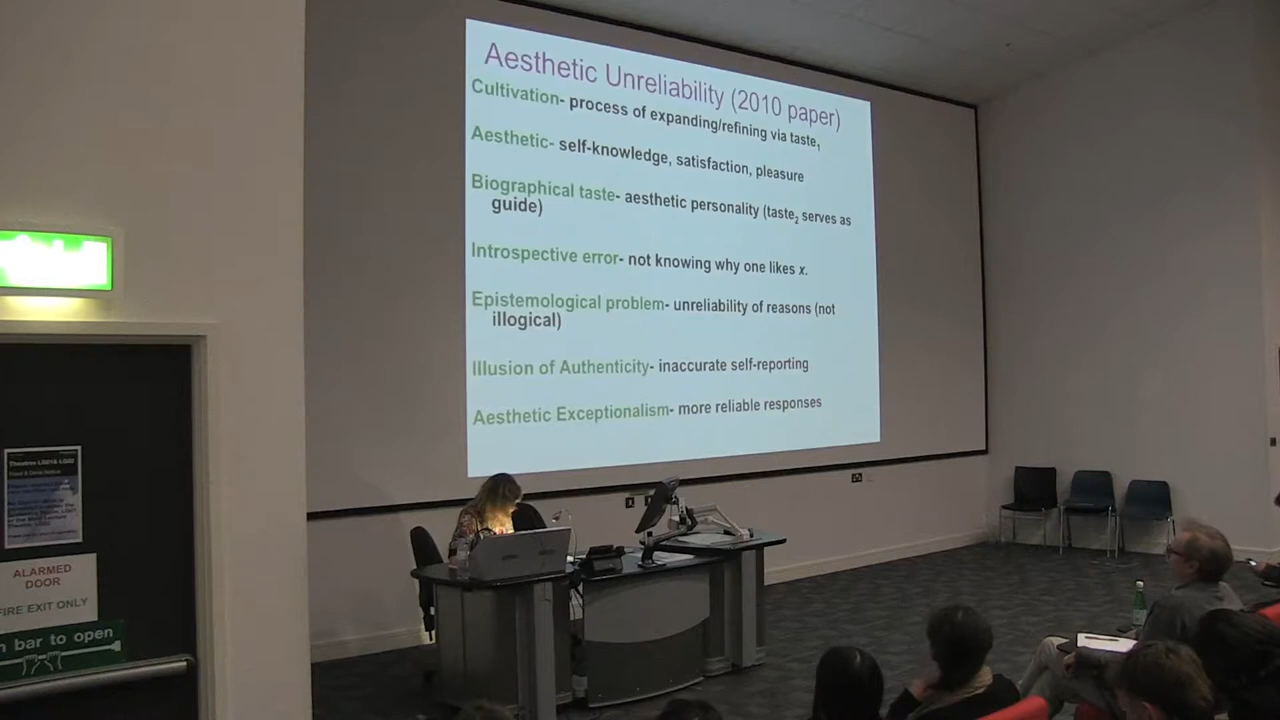 Aesthetic Unreliability (2010 paper)
Cultivation- process of expanding/refining via taste₁
Aesthetic- self-knowledge, satisfaction, pleasure
Biographical taste- aesthetic personality (taste₂ serves as
guide)
Introspective error- not knowing why one likes x.
Epistemological problem- unreliability of reasons (not
illogical)
Illusion of Authenticity- inaccurate self-reporting
Aesthetic Exceptionalism- more reliable responses
ALARMED
DOOR
FIRE EXIT ONLY
bar to open